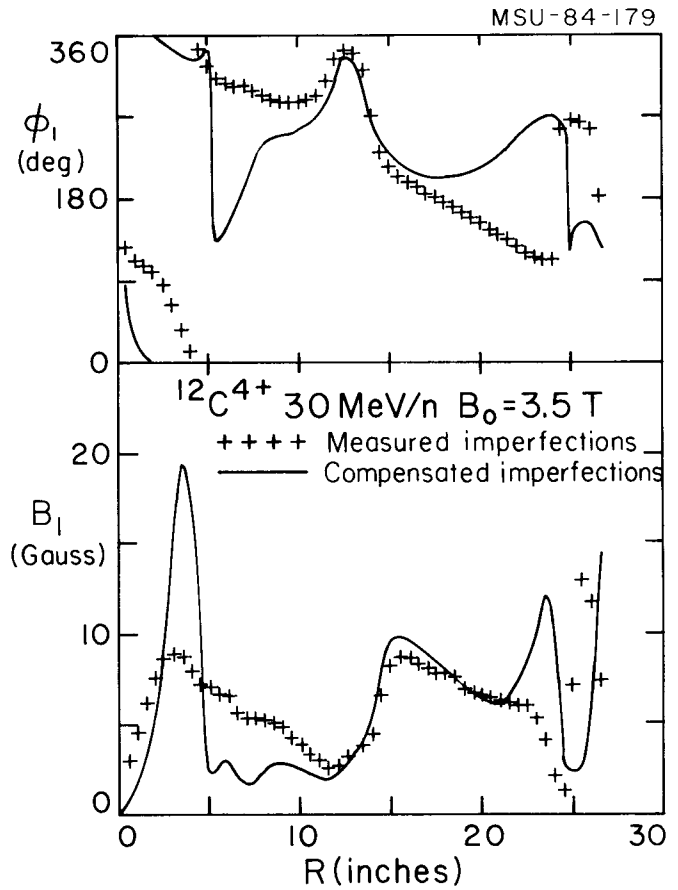 MSU-84-179
360
ϕ₁
(deg)
180
0
¹²C⁴⁺ 30 MeV/n B₀=3.5 T
++++ Measured imperfections
Compensated imperfections
20
B₁
(Gauss)
10
0
0 10 20 30
R (inches)